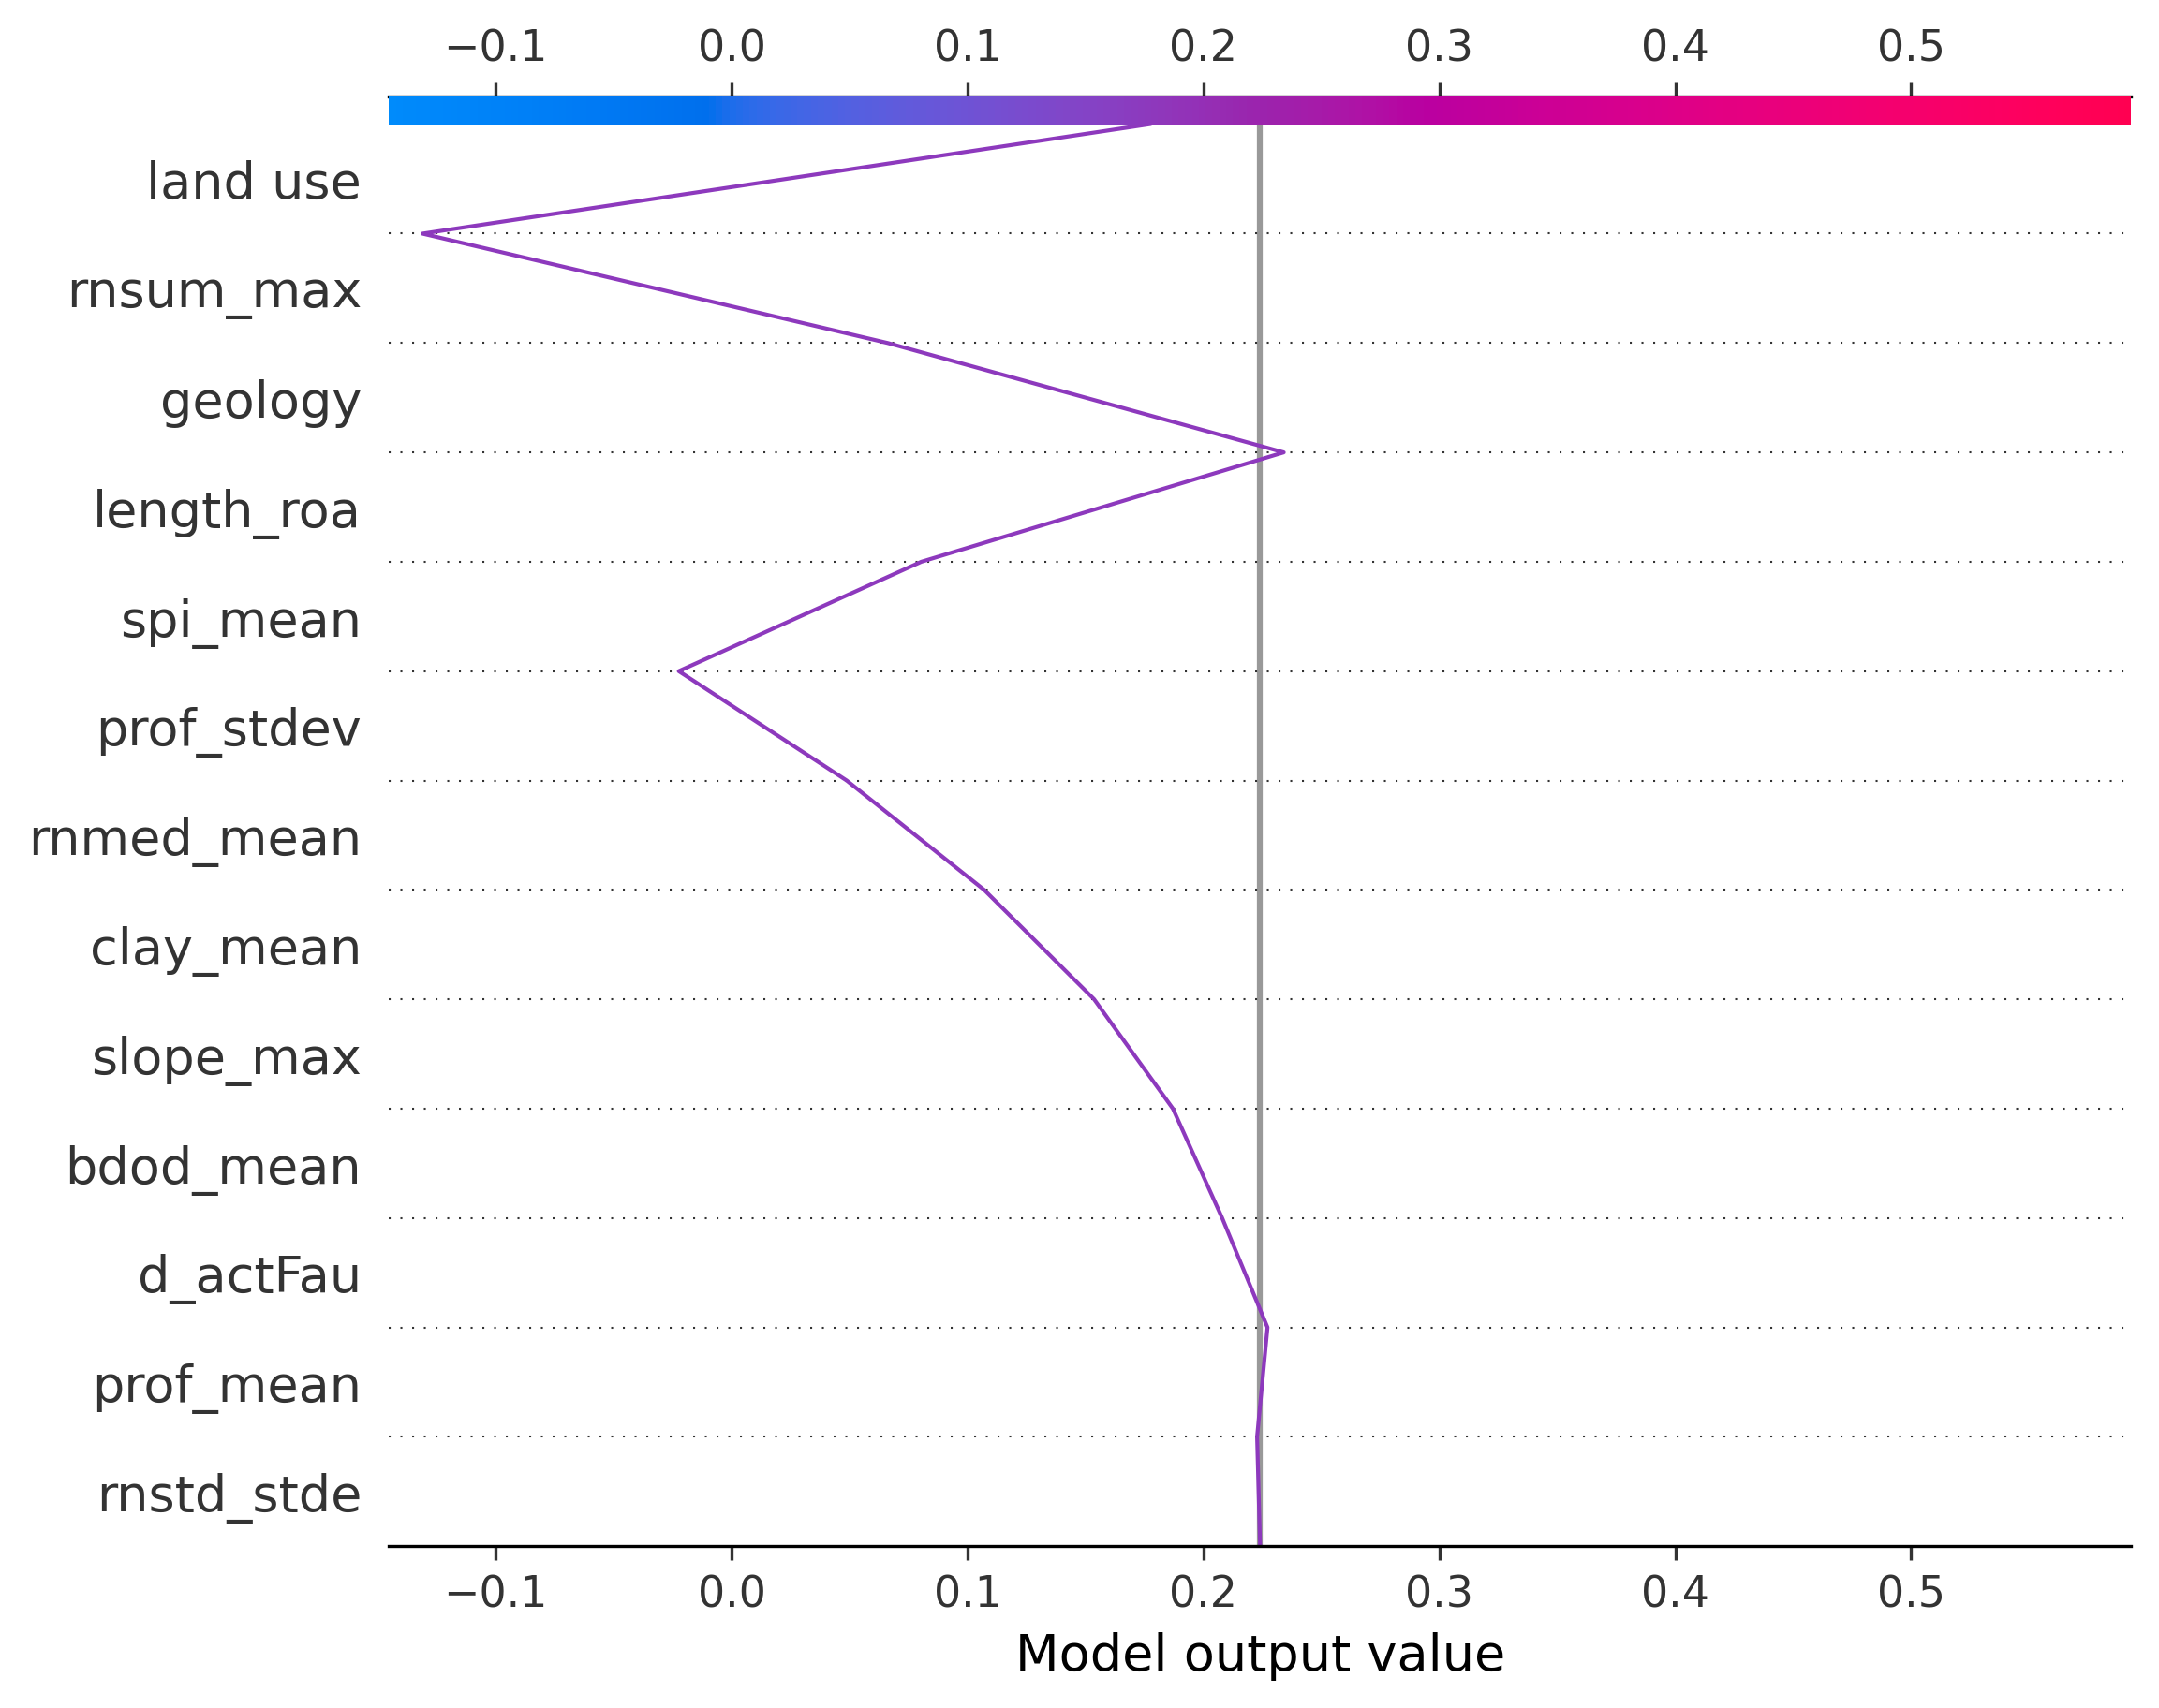 −0.1 0.0 0.1 0.2 0.3 0.4 0.5
land use
rnsum_max
geology
length_roa
spi_mean
prof_stdev
rnmed_mean
clay_mean
slope_max
bdod_mean
d_actFau
prof_mean
rnstd_stde
−0.1 0.0 0.1 0.2 0.3 0.4 0.5
Model output value